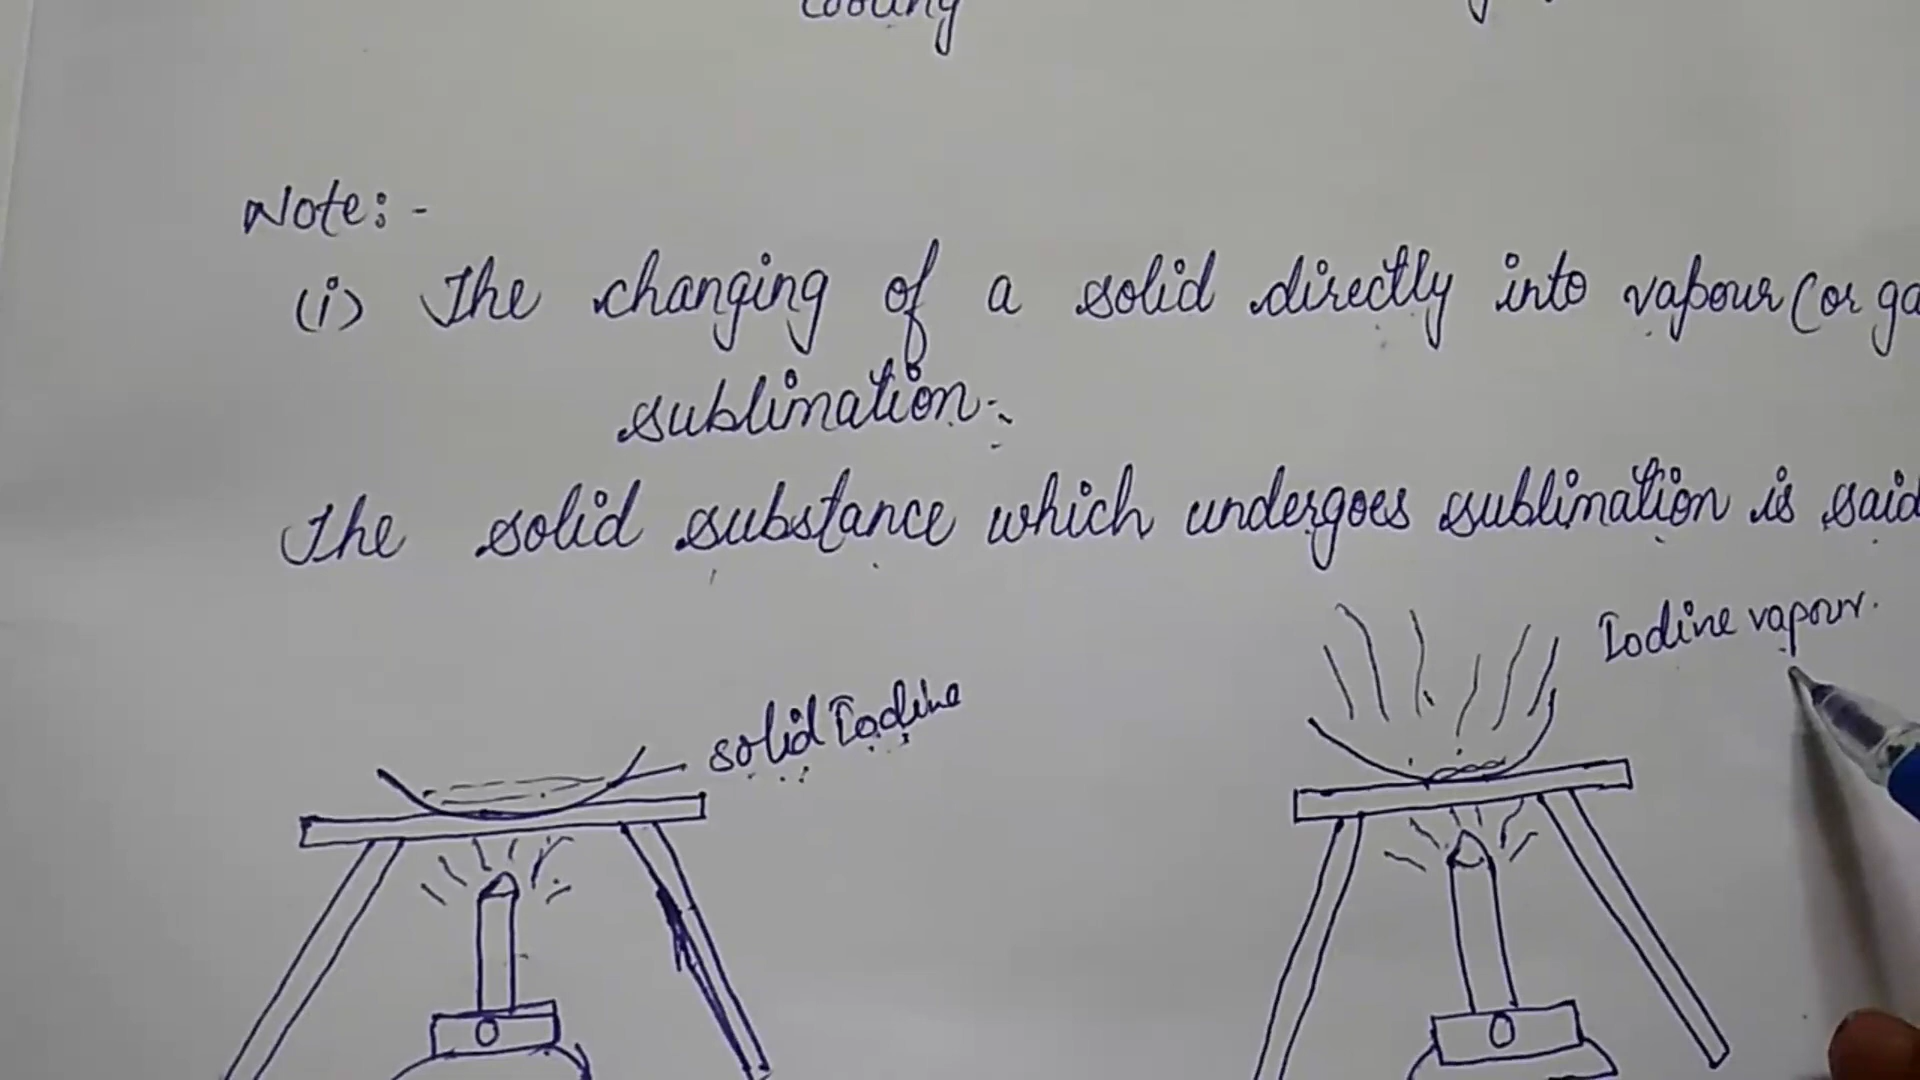 cooling
Note:-
(i) The changing of a solid directly into vapour (or ga
sublimation.
The solid substance which undergoes sublimation is said
Iodine vapour.
solid Iodine